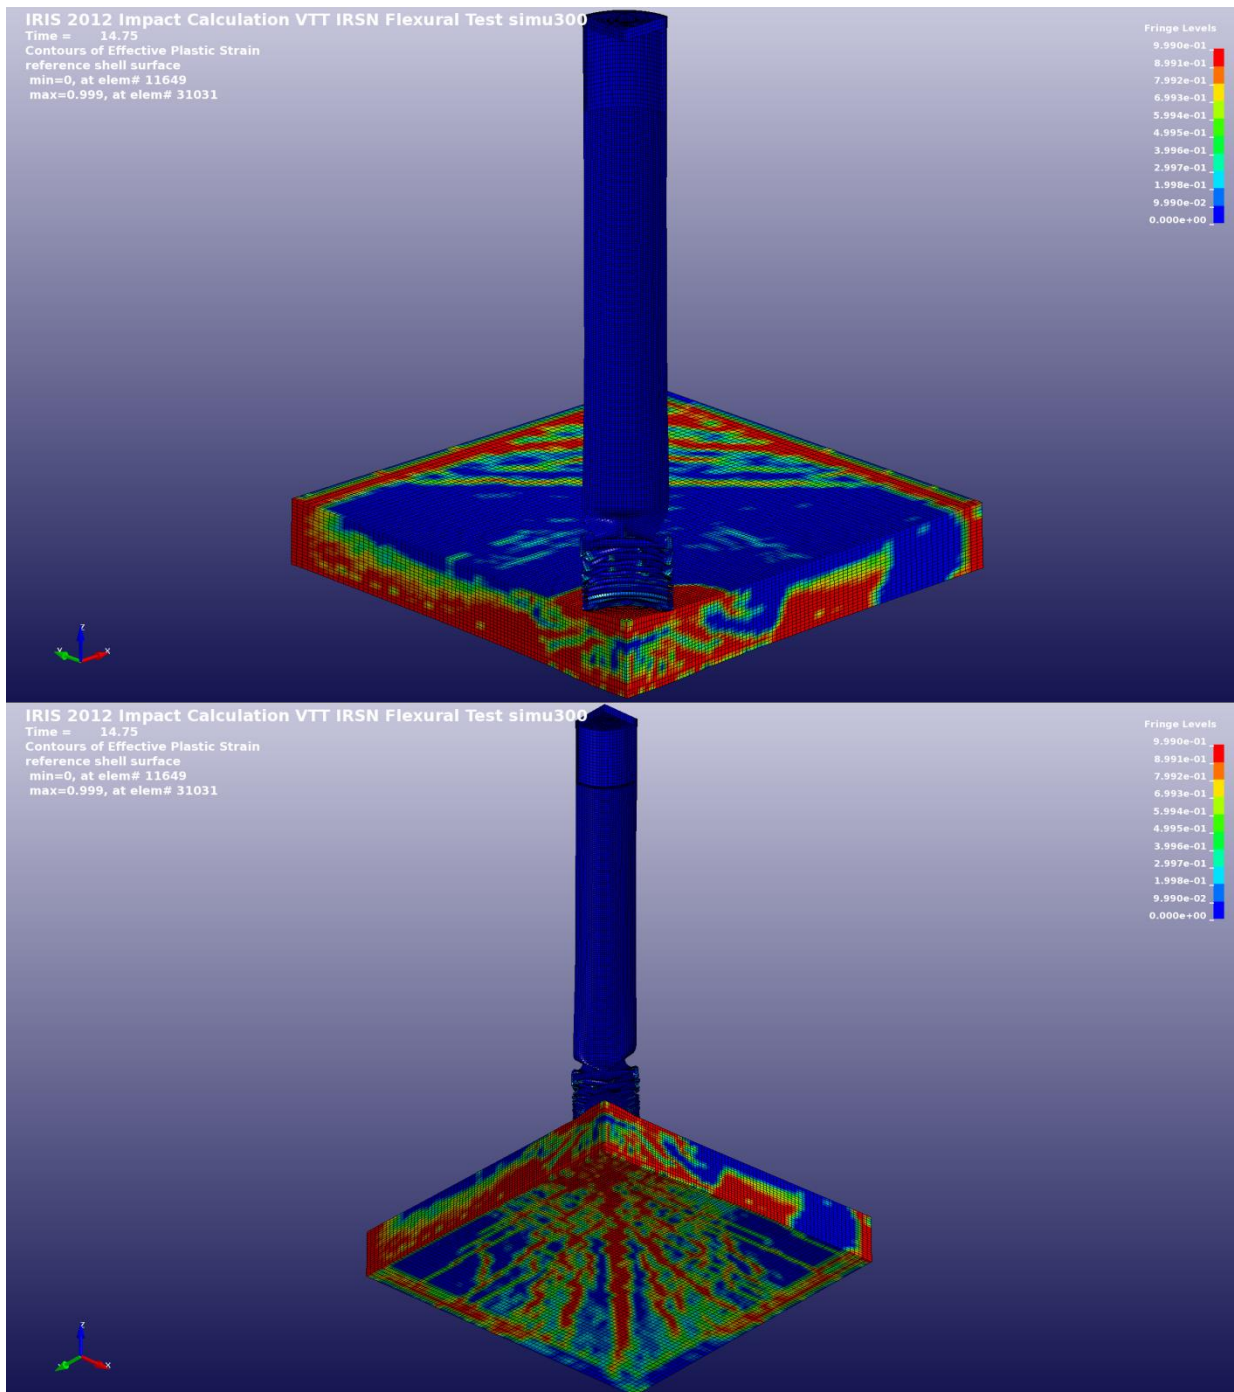 IRIS 2012 Impact Calculation VTT IRSN Flexural Test simu300
Time = 14.75
Contours of Effective Plastic Strain
reference shell surface
min=0, at elem# 11649
max=0.999, at elem# 31031
Fringe Levels
9.990e-01
8.991e-01
7.992e-01
6.993e-01
5.994e-01
4.995e-01
3.996e-01
2.997e-01
1.998e-01
9.990e-02
0.000e+00
Z
X
IRIS 2012 Impact Calculation VTT IRSN Flexural Test simu300
Time = 14.75
Contours of Effective Plastic Strain
reference shell surface
min=0, at elem# 11649
max=0.999, at elem# 31031
Fringe Levels
9.990e-01
8.991e-01
7.992e-01
6.993e-01
5.994e-01
4.995e-01
3.996e-01
2.997e-01
1.998e-01
9.990e-02
0.000e+00
Z
X